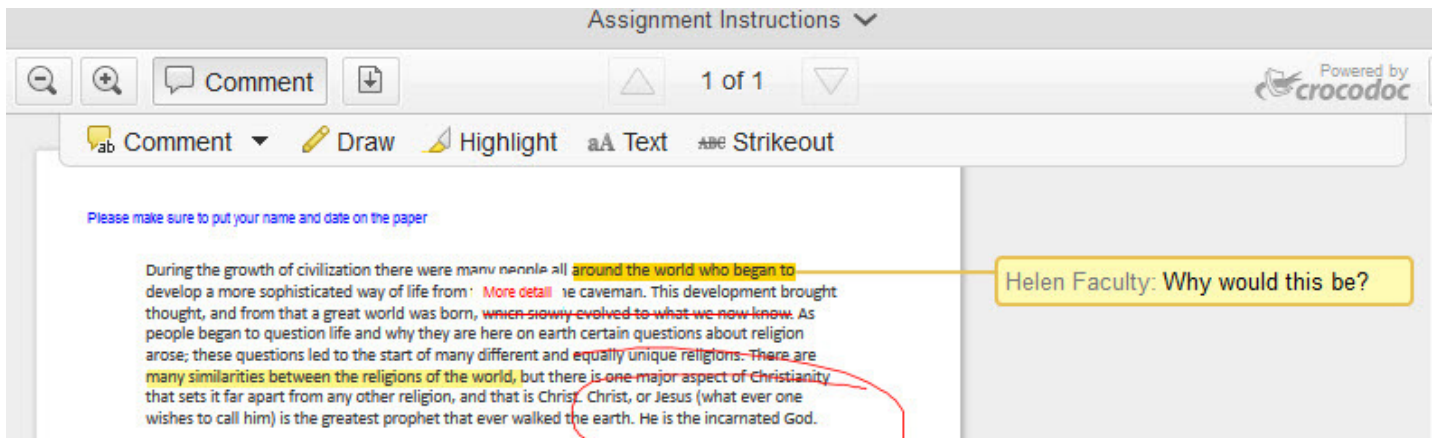 Assignment Instructions
Comment
1 of 1
Powered by
crocodoc
ab Comment
Draw
Highlight
aA Text
ABC Strikeout
Please make sure to put your name and date on the paper
During the growth of civilization there were many people all around the world who began to
Helen Faculty: Why would this be?
develop a more sophisticated way of life from More detail caveman. This development brought
thought, and from that a great world was born, which slowly evolved to what we now know. As
people began to question life and why they are here on earth certain questions about religion
arose; these questions led to the start of many different and equally unique religions. There are
many similarities between the religions of the world, but there is one major aspect of Christianity
that sets it far apart from any other religion, and that is Christ. Christ, or Jesus (what ever one
wishes to call him) is the greatest prophet that ever walked the earth. He is the incarnated God.